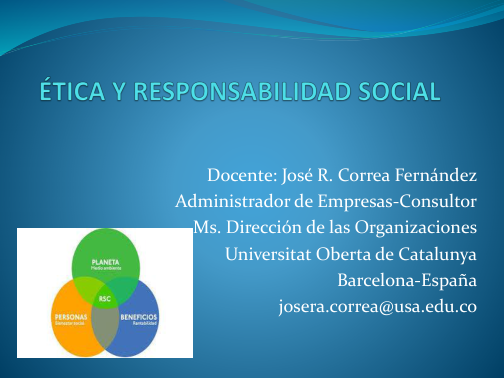 ÉTICA Y RESPONSABILIDAD SOCIAL
Docente: José R. Correa Fernández
Administrador de Empresas-Consultor
Ms. Dirección de las Organizaciones
Universitat Oberta de Catalunya
Barcelona-España
josera.correa@usa.edu.co
PLANETA
Medio ambiente
RSC
PERSONAS
Bienestar social
BENEFICIOS
Rentabilidad